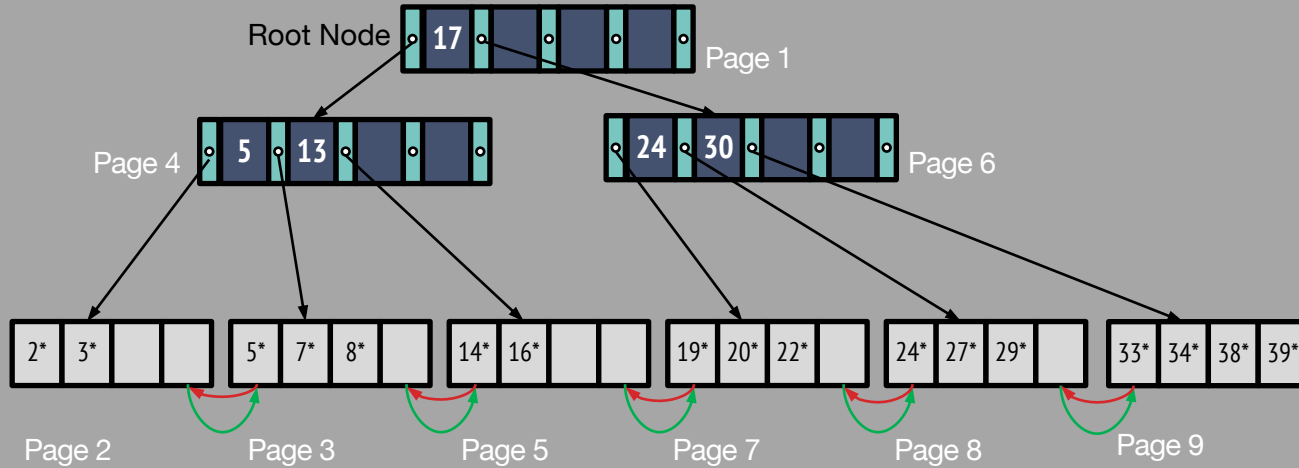 Root Node
17
Page 1
Page 4
5 13
24 30
Page 6
2* 3*
5* 7* 8*
14* 16*
19* 20* 22*
24* 27* 29*
33* 34* 38* 39*
Page 2
Page 3
Page 5
Page 7
Page 8
Page 9